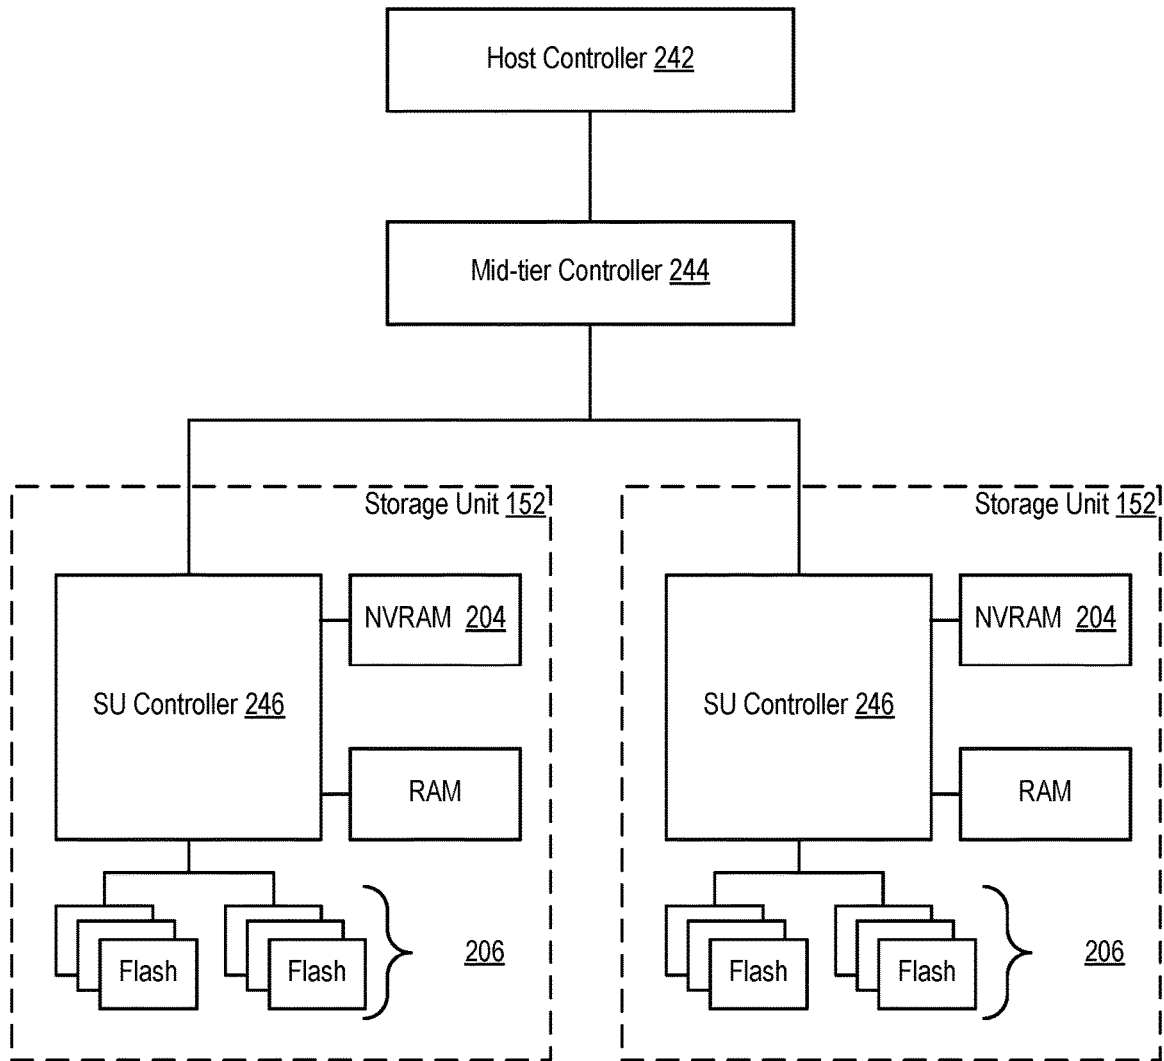 Host Controller 242
Mid-tier Controller 244
Storage Unit 152
SU Controller 246
NVRAM 204
RAM
Flash
Flash
206
Storage Unit 152
SU Controller 246
NVRAM 204
RAM
Flash
Flash
206